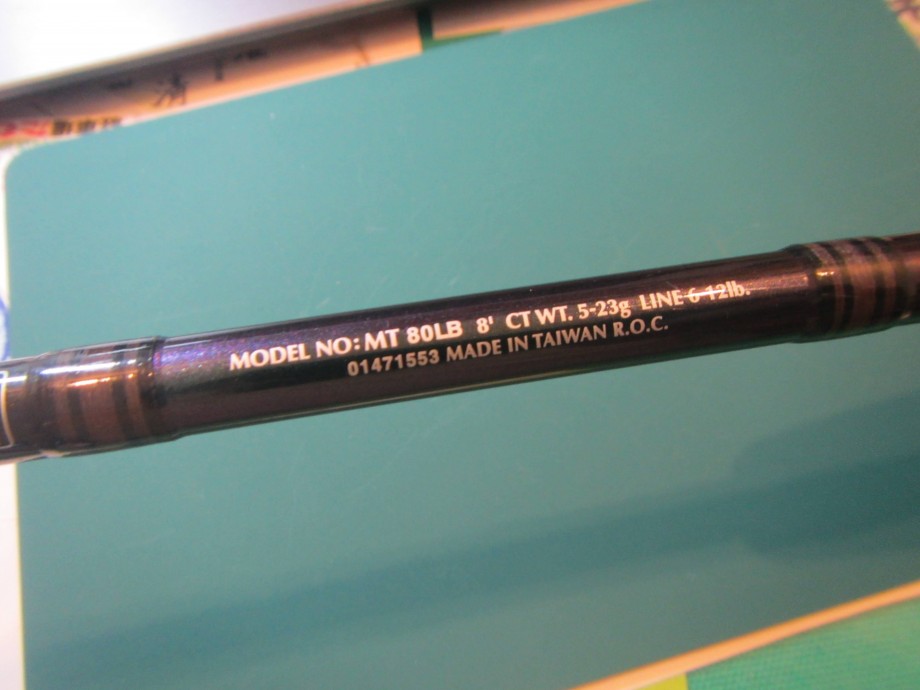 MODEL NO: MT 80LB 8' CT WT. 5-23g LINE 6-12lb.
01471553 MADE IN TAIWAN R.O.C.